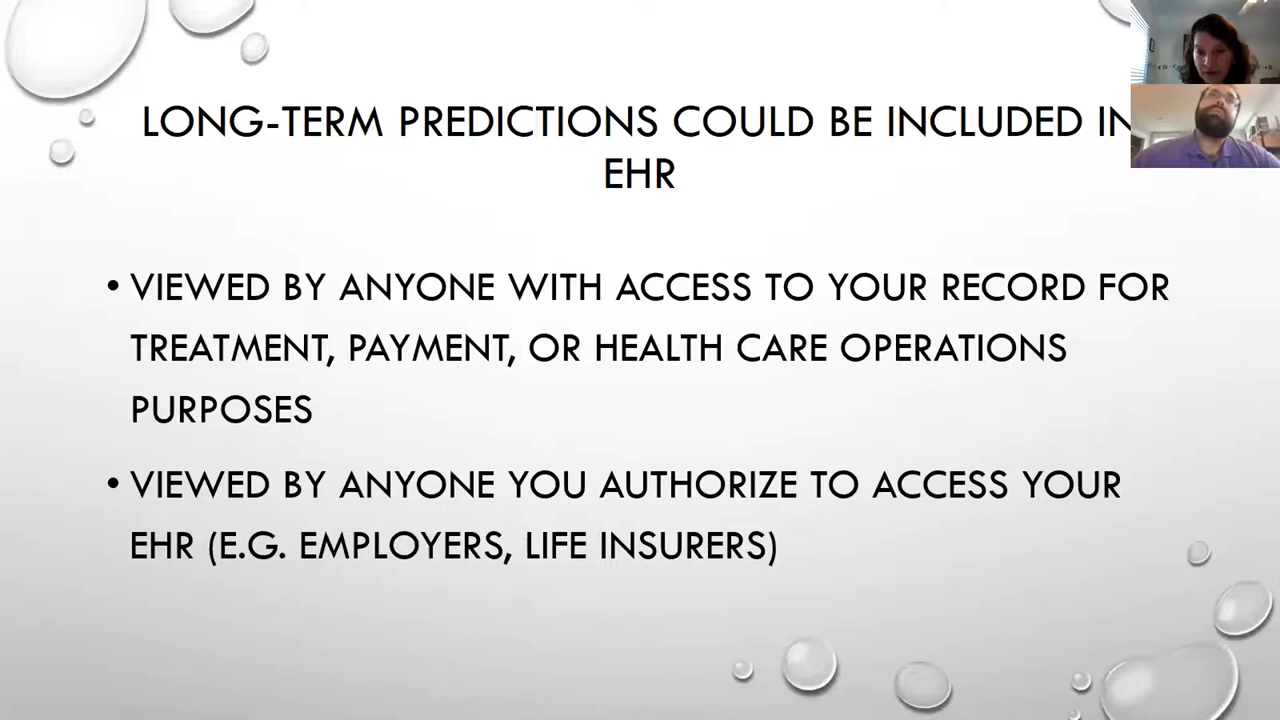 LONG-TERM PREDICTIONS COULD BE INCLUDED IN
EHR
• VIEWED BY ANYONE WITH ACCESS TO YOUR RECORD FOR
TREATMENT, PAYMENT, OR HEALTH CARE OPERATIONS
PURPOSES
• VIEWED BY ANYONE YOU AUTHORIZE TO ACCESS YOUR
EHR (E.G. EMPLOYERS, LIFE INSURERS)